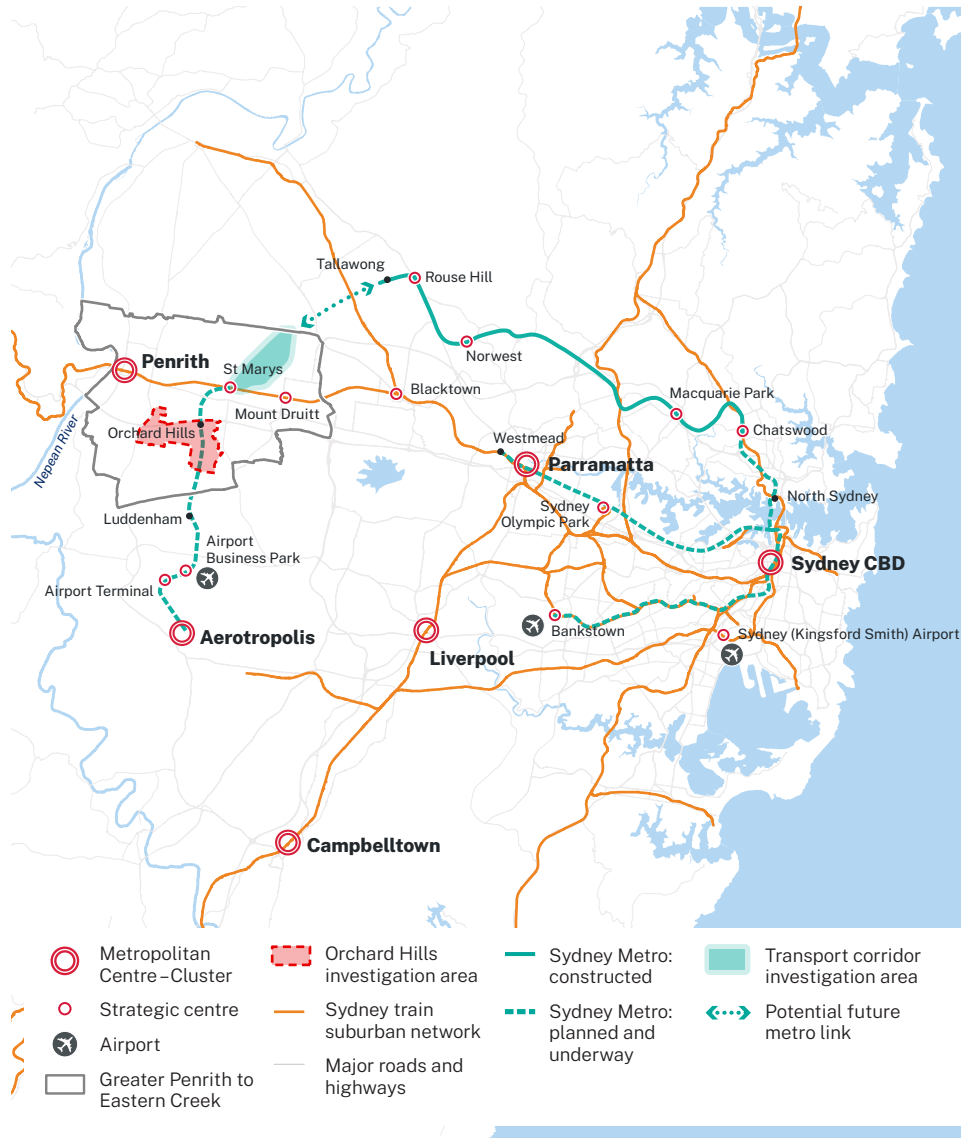 Tallawong
Rouse Hill
Norwest
Penrith
St Marys
Mount Druitt
Blacktown
Macquarie Park
Chatswood
Orchard Hills
Westmead
Parramatta
Nepean River
North Sydney
Sydney
Olympic Park
Luddenham
Airport
Business Park
Sydney CBD
Airport Terminal
Aerotropolis
Bankstown
Sydney (Kingsford Smith) Airport
Liverpool
Campbelltown
Metropolitan
Centre – Cluster
Strategic centre
Airport
Greater Penrith to
Eastern Creek
Orchard Hills
investigation area
Sydney train
suburban network
Major roads and
highways
Sydney Metro:
constructed
Sydney Metro:
planned and
underway
Transport corridor
investigation area
Potential future
metro link